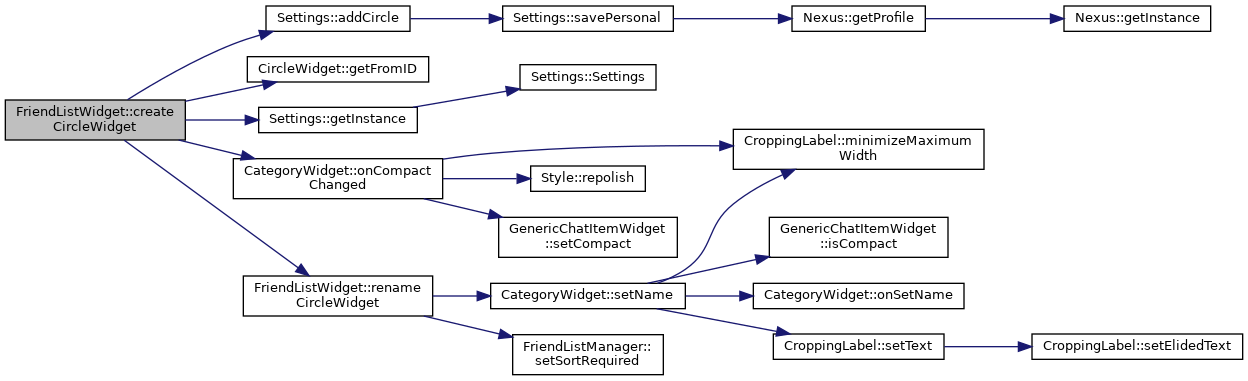 Settings::addCircle
Settings::savePersonal
Nexus::getProfile
Nexus::getInstance
CircleWidget::getFromID
Settings::Settings
FriendListWidget::create
CircleWidget
Settings::getInstance
CroppingLabel::minimizeMaximum
Width
CategoryWidget::onCompact
Changed
Style::repolish
GenericChatItemWidget
::setCompact
GenericChatItemWidget
::isCompact
FriendListWidget::rename
CircleWidget
CategoryWidget::setName
CategoryWidget::onSetName
FriendListManager::
setSortRequired
CroppingLabel::setText
CroppingLabel::setElidedText